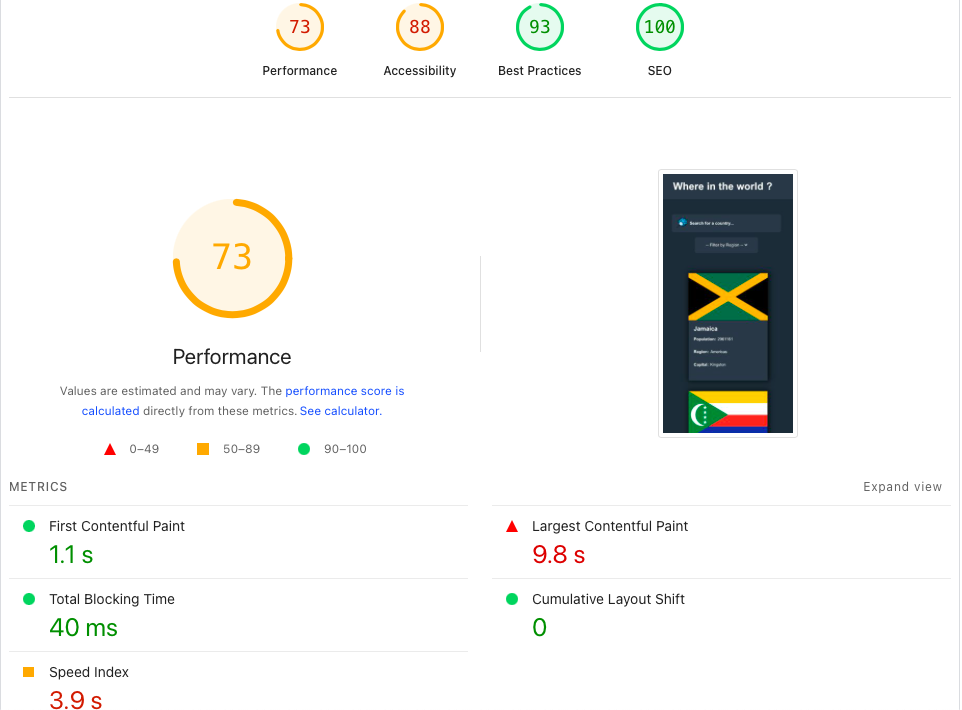 73 88 93 100
Performance Accessibility Best Practices SEO
Where in the world ?
Search for a country..
-- Filter by Region --
Jamaica
Population:
Region: Americas
Capital: Kingston
73
Performance
Values are estimated and may vary. The performance score is
calculated directly from these metrics. See calculator.
0–49 50–89 90–100
METRICS Expand view
First Contentful Paint
1.1 s
Largest Contentful Paint
9.8 s
Total Blocking Time
40 ms
Cumulative Layout Shift
0
Speed Index
3.9 s